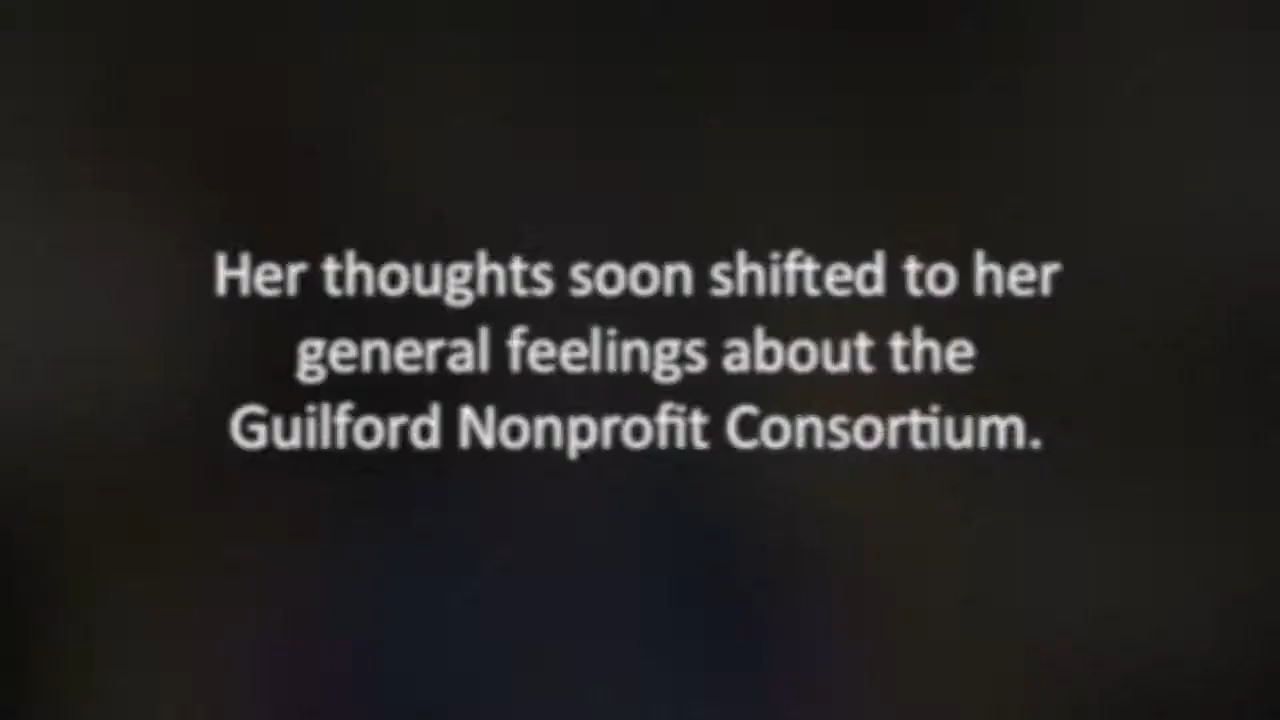 Her thoughts soon shifted to her
general feelings about the
Guilford Nonprofit Consortium.